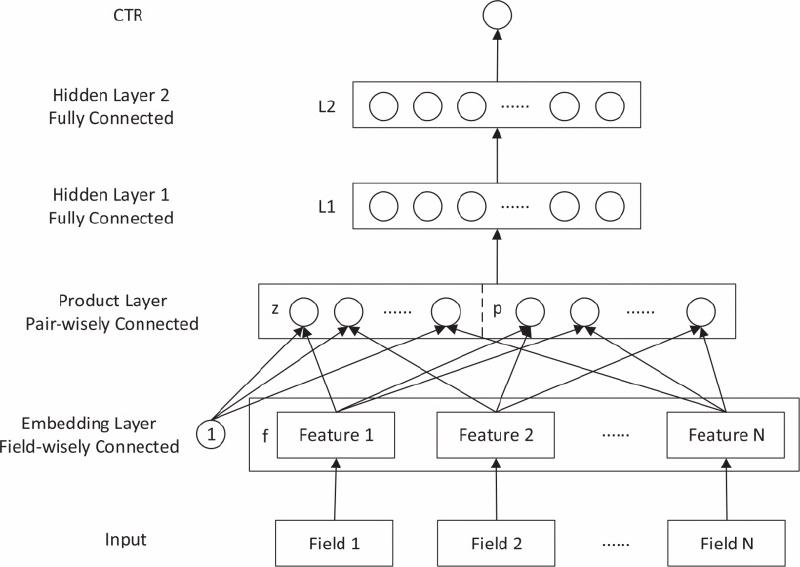 CTR
Hidden Layer 2
Fully Connected
L2
......
Hidden Layer 1
Fully Connected
L1
......
Product Layer
Pair-wisely Connected
z
......
p
......
Embedding Layer
Field-wisely Connected
1
f
Feature 1
Feature 2
......
Feature N
Input
Field 1
Field 2
......
Field N